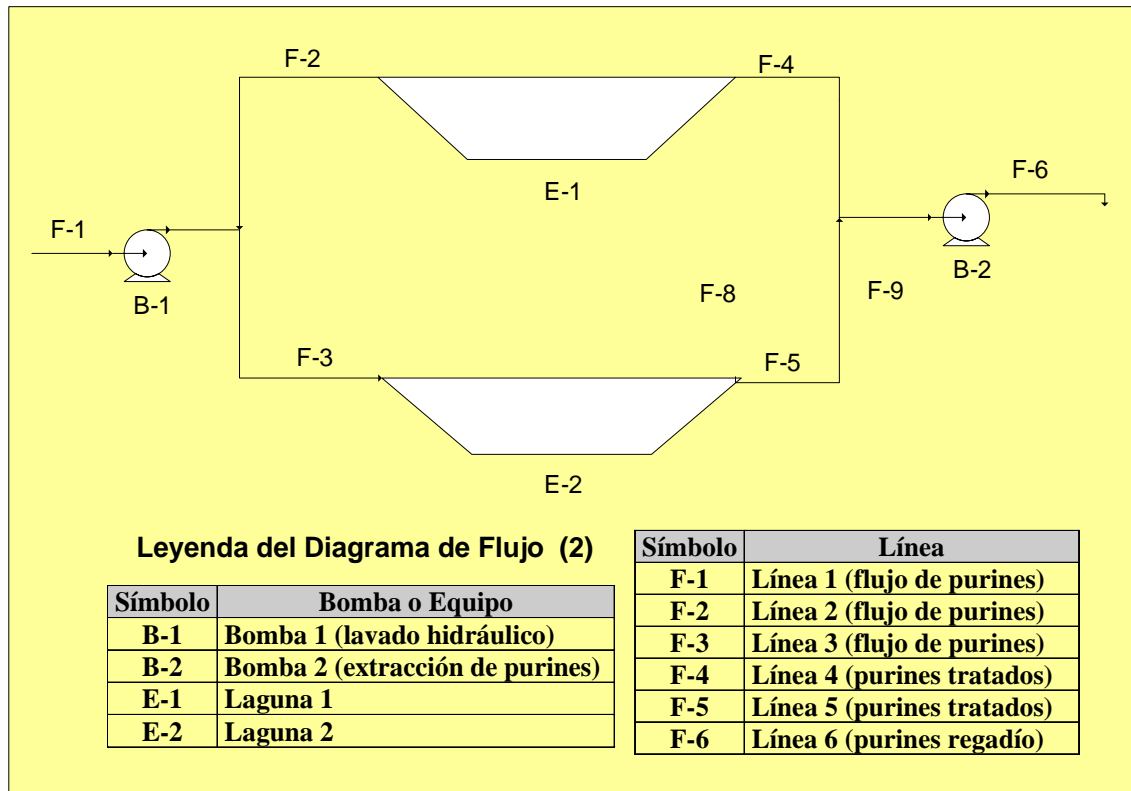 F-2
F-4
E-1
F-6
F-1
B-1
B-2
F-8
F-9
F-3
F-5
E-2
Leyenda del Diagrama de Flujo (2)
Símbolo Bomba o Equipo
B-1 Bomba 1 (lavado hidráulico)
B-2 Bomba 2 (extracción de purines)
E-1 Laguna 1
E-2 Laguna 2
Símbolo Línea
F-1 Línea 1 (flujo de purines)
F-2 Línea 2 (flujo de purines)
F-3 Línea 3 (flujo de purines)
F-4 Línea 4 (purines tratados)
F-5 Línea 5 (purines tratados)
F-6 Línea 6 (purines regadío)